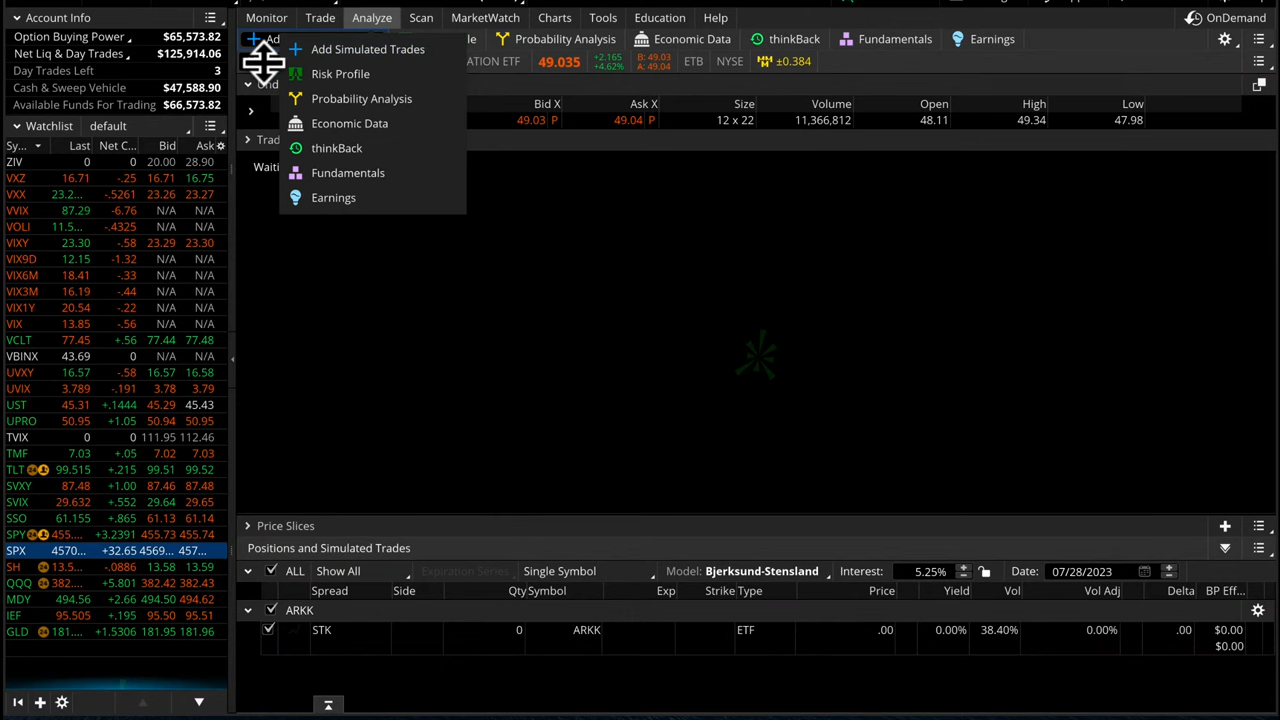 Account Info
Option Buying Power $65,573.82
Net Liq & Day Trades $125,914.06
Day Trades Left 3
Cash & Sweep Vehicle $47,588.90
Available Funds For Trading $66,573.82
Watchlist default
Sy... Last Net C... Bid Ask
ZIV 0 0 20.00 28.90
VXZ 16.71 -.25 16.71 16.75
VXX 23.2... -.5261 23.26 23.27
VVIX 87.29 -6.76 N/A N/A
VOLI 11.5... -.4325 N/A N/A
VIXY 23.30 -.58 23.29 23.30
VIX9D 12.15 -1.32 N/A N/A
VIX6M 18.41 -.33 N/A N/A
VIX3M 16.19 -.44 N/A N/A
VIX1Y 20.54 -.22 N/A N/A
VIX 13.85 -.56 N/A N/A
VCLT 77.45 +.56 77.44 77.48
VBINX 43.69 0 N/A N/A
UVXY 16.57 -.58 16.57 16.58
UVIX 3.789 -.191 3.78 3.79
UST 45.31 +.1444 45.29 45.43
UPRO 50.95 +1.05 50.94 50.95
TVIX 0 0 111.95 112.46
TMF 7.03 +.05 7.02 7.03
TLT 99.515 +.215 99.51 99.52
SVXY 87.48 +1.00 87.46 87.48
SVIX 29.632 +.552 29.64 29.65
SSO 61.155 +.865 61.13 61.14
SPY 455.... +3.2391 455.73 455.74
SPX 4570... +32.65 4569... 457...
SH 13.5... -.0886 13.58 13.59
QQQ 382.... +5.801 382.42 382.43
MDY 494.56 +2.66 494.50 494.62
IEF 95.505 +.195 95.50 95.51
GLD 181.... +1.5306 181.95 181.96
Monitor Trade Analyze Scan MarketWatch Charts Tools Education Help OnDemand
Ad Probability Analysis Economic Data thinkBack Fundamentals Earnings
Add Simulated Trades
Risk Profile
Probability Analysis
Economic Data
thinkBack
Fundamentals
Earnings
ATION ETF 49.035 +2.165 +4.62% B: 49.03 A: 49.04 ETB NYSE ±0.384
Und
Bid X Ask X Size Volume Open High Low
49.03 P 49.04 P 12 x 22 11,366,812 48.11 49.34 47.98
Trad
Waiti
Price Slices
Positions and Simulated Trades
ALL Show All Expiration Series Single Symbol Model: Bjerksund-Stensland Interest: 5.25% Date: 07/28/2023
Spread Side Qty Symbol Exp Strike Type Price Yield Vol Vol Adj Delta BP Eff...
ARKK
STK 0 ARKK ETF .00 0.00% 38.40% 0.00% .00 $0.00
$0.00